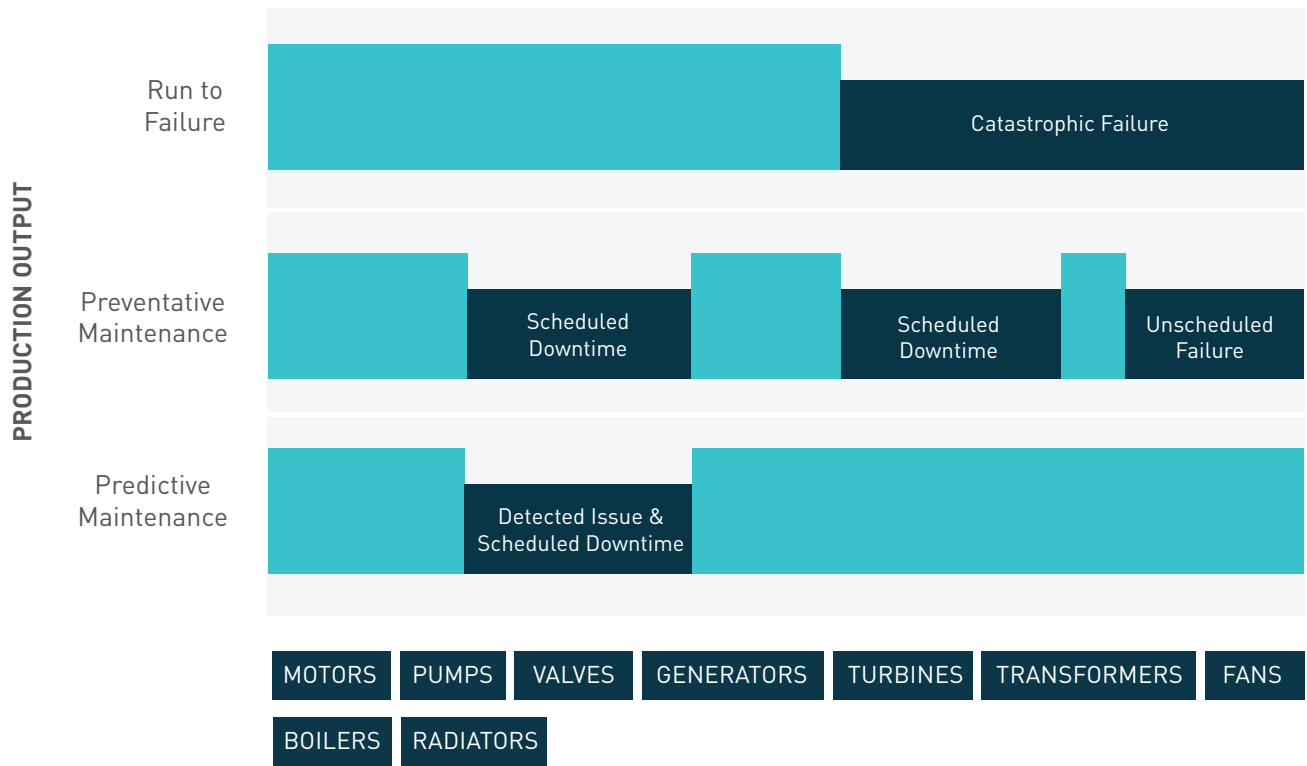 PRODUCTION OUTPUT
Run to
Failure
Catastrophic Failure
Preventative
Maintenance
Scheduled
Downtime
Scheduled
Downtime
Unscheduled
Failure
Predictive
Maintenance
Detected Issue &
Scheduled Downtime
MOTORS PUMPS VALVES GENERATORS TURBINES TRANSFORMERS FANS
BOILERS RADIATORS